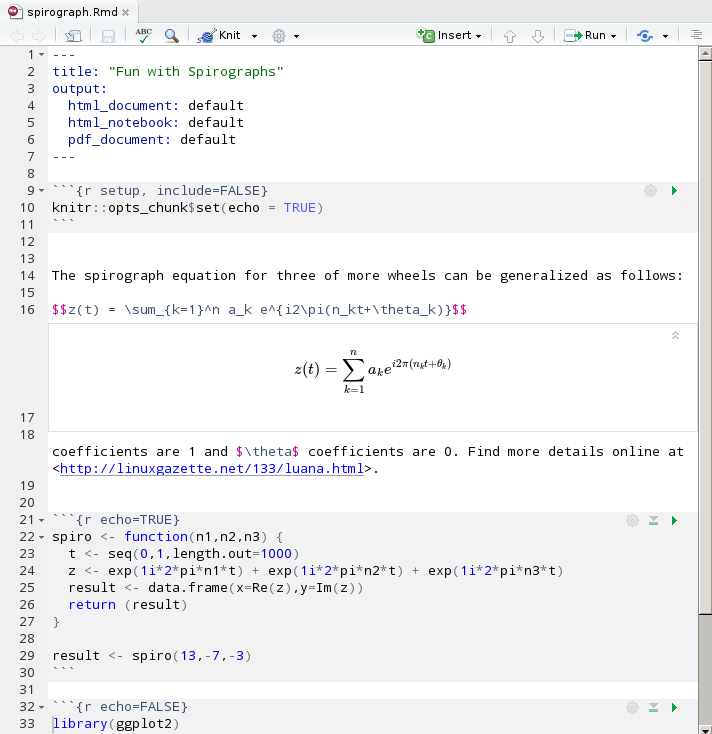 spirograph.Rmd ×
ABC Knit Insert Run
1 ---
2 title: "Fun with Spirographs"
3 output:
4   html_document: default
5   html_notebook: default
6   pdf_document: default
7 ---
8
9 ```{r setup, include=FALSE}
10 knitr::opts_chunk$set(echo = TRUE)
11 ```
12
13
14 The spirograph equation for three of more wheels can be generalized as follows:
15
16 $$z(t) = \sum_{k=1}^n a_k e^{i2\pi(n_kt+\theta_k)}$$
z(t) = ∑_{k=1}^{n} a_k e^{i2π(n_k t+θ_k)}
17
18
coefficients are 1 and $\theta$ coefficients are 0. Find more details online at
<http://linuxgazette.net/133/luana.html>.
19
20
21 ```{r echo=TRUE}
22 spiro <- function(n1,n2,n3) {
23   t <- seq(0,1,length.out=1000)
24   z <- exp(1i*2*pi*n1*t) + exp(1i*2*pi*n2*t) + exp(1i*2*pi*n3*t)
25   result <- data.frame(x=Re(z),y=Im(z))
26   return (result)
27 }
28
29 result <- spiro(13,-7,-3)
30 ```
31
32 ```{r echo=FALSE}
33 library(ggplot2)